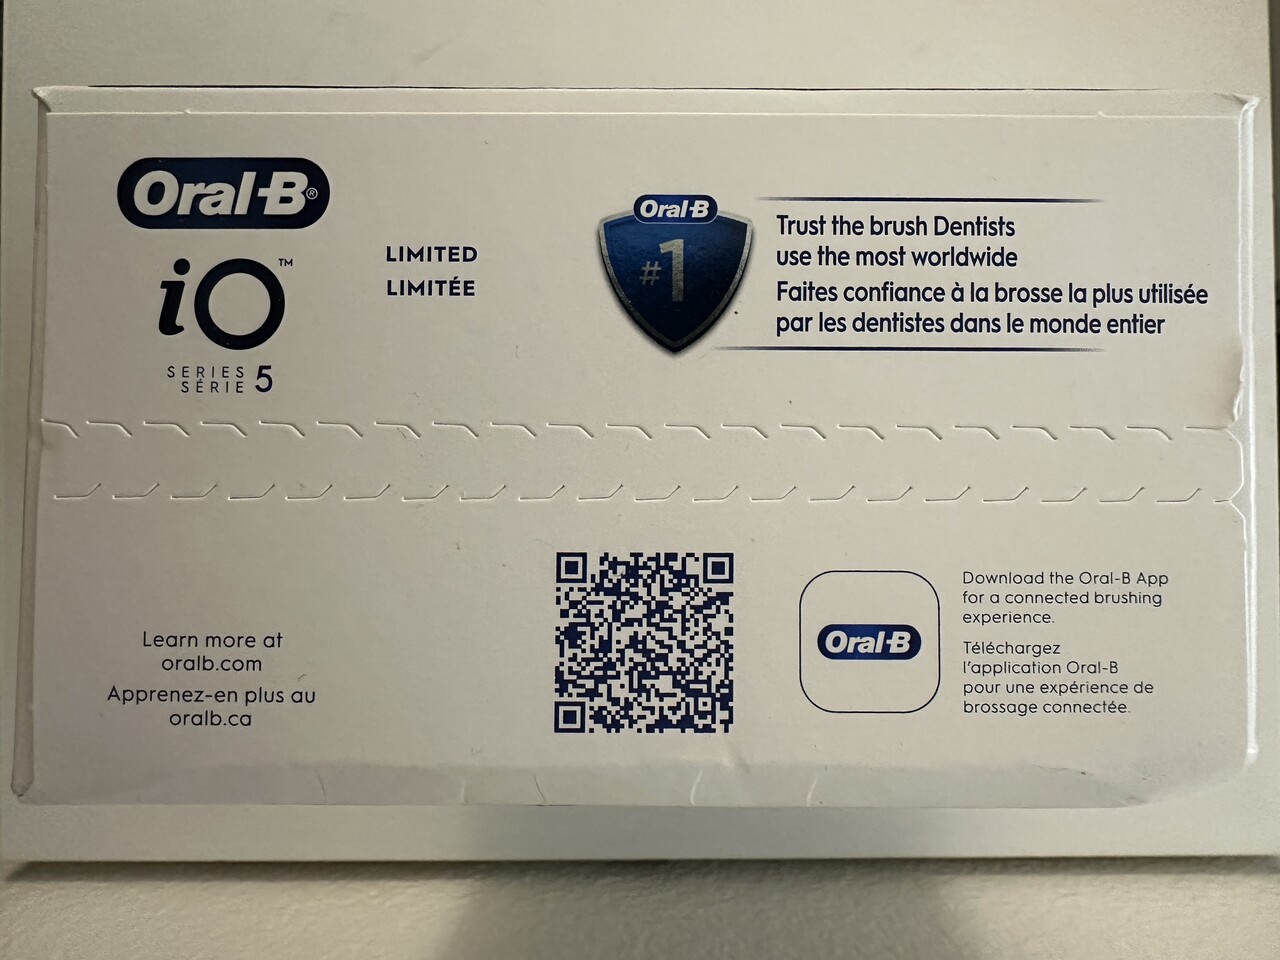 Oral-B®
iO™
SERIES
SÉRIE 5
LIMITED
LIMITÉE
Oral-B
#1
Trust the brush Dentists
use the most worldwide
Faites confiance à la brosse la plus utilisée
par les dentistes dans le monde entier
Learn more at
oralb.com
Apprenez-en plus au
oralb.ca
Oral-B
Download the Oral-B App
for a connected brushing
experience.
Téléchargez
l'application Oral-B
pour une expérience de
brossage connectée.